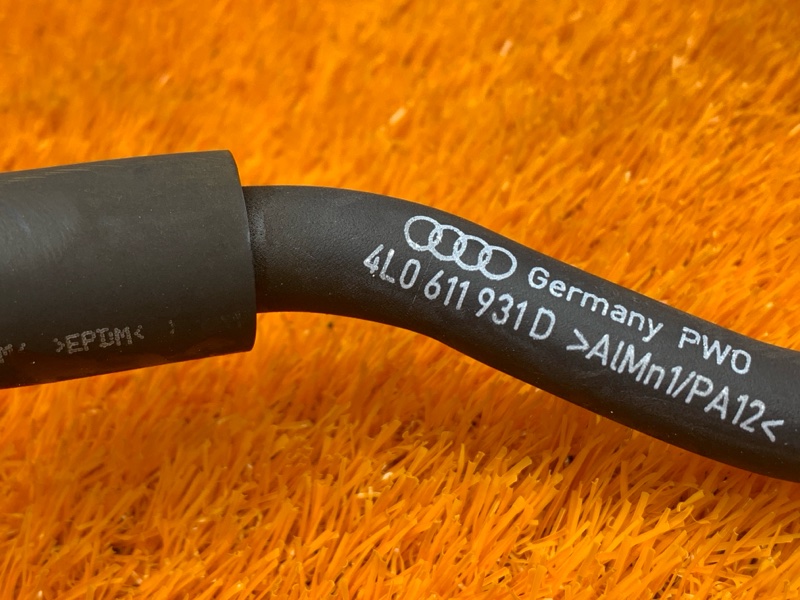 Germany PWO
4L0 611 931 D >AlMn1/PA12<
>EPDM<